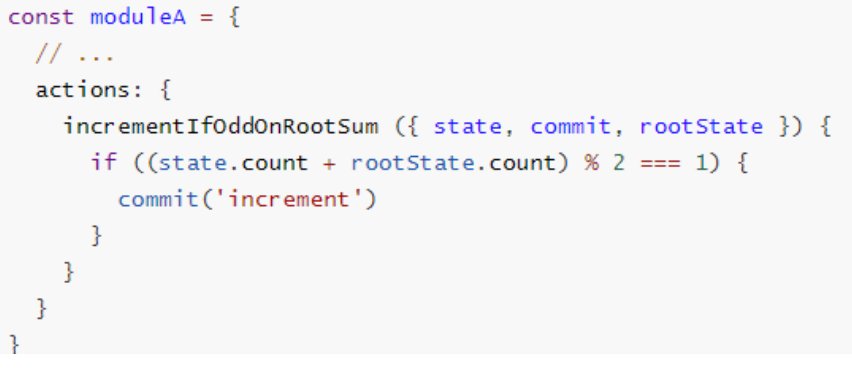 const moduleA = {
  // ...
  actions: {
    incrementIfOddOnRootSum ({ state, commit, rootState }) {
      if ((state.count + rootState.count) % 2 === 1) {
        commit('increment')
      }
    }
  }
}